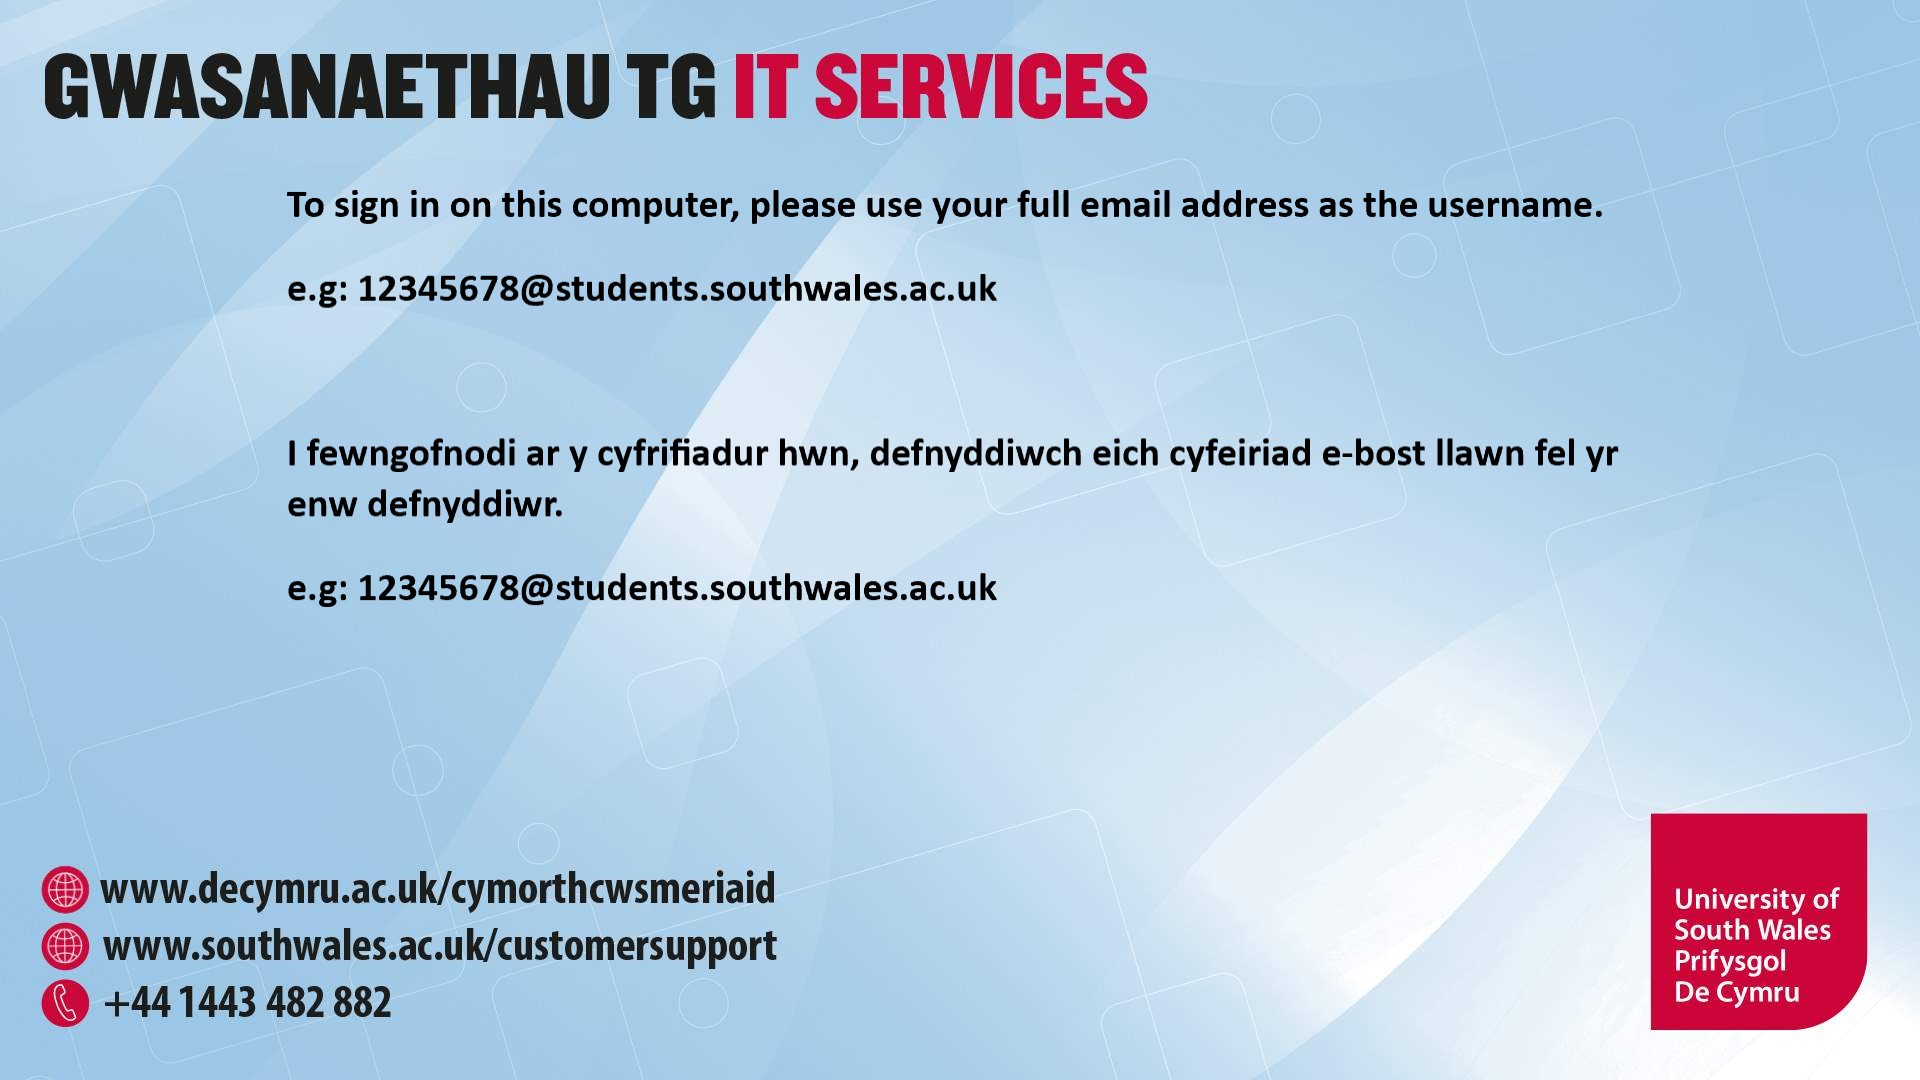 GWASANAETHAU TG IT SERVICES
To sign in on this computer, please use your full email address as the username.
e.g: 12345678@students.southwales.ac.uk
I fewngofnodi ar y cyfrifiadur hwn, defnyddiwch eich cyfeiriad e-bost llawn fel yr
enw defnyddiwr.
e.g: 12345678@students.southwales.ac.uk
www.decymru.ac.uk/cymorthcwsmeriaid
www.southwales.ac.uk/customersupport
+44 1443 482 882
University of
South Wales
Prifysgol
De Cymru